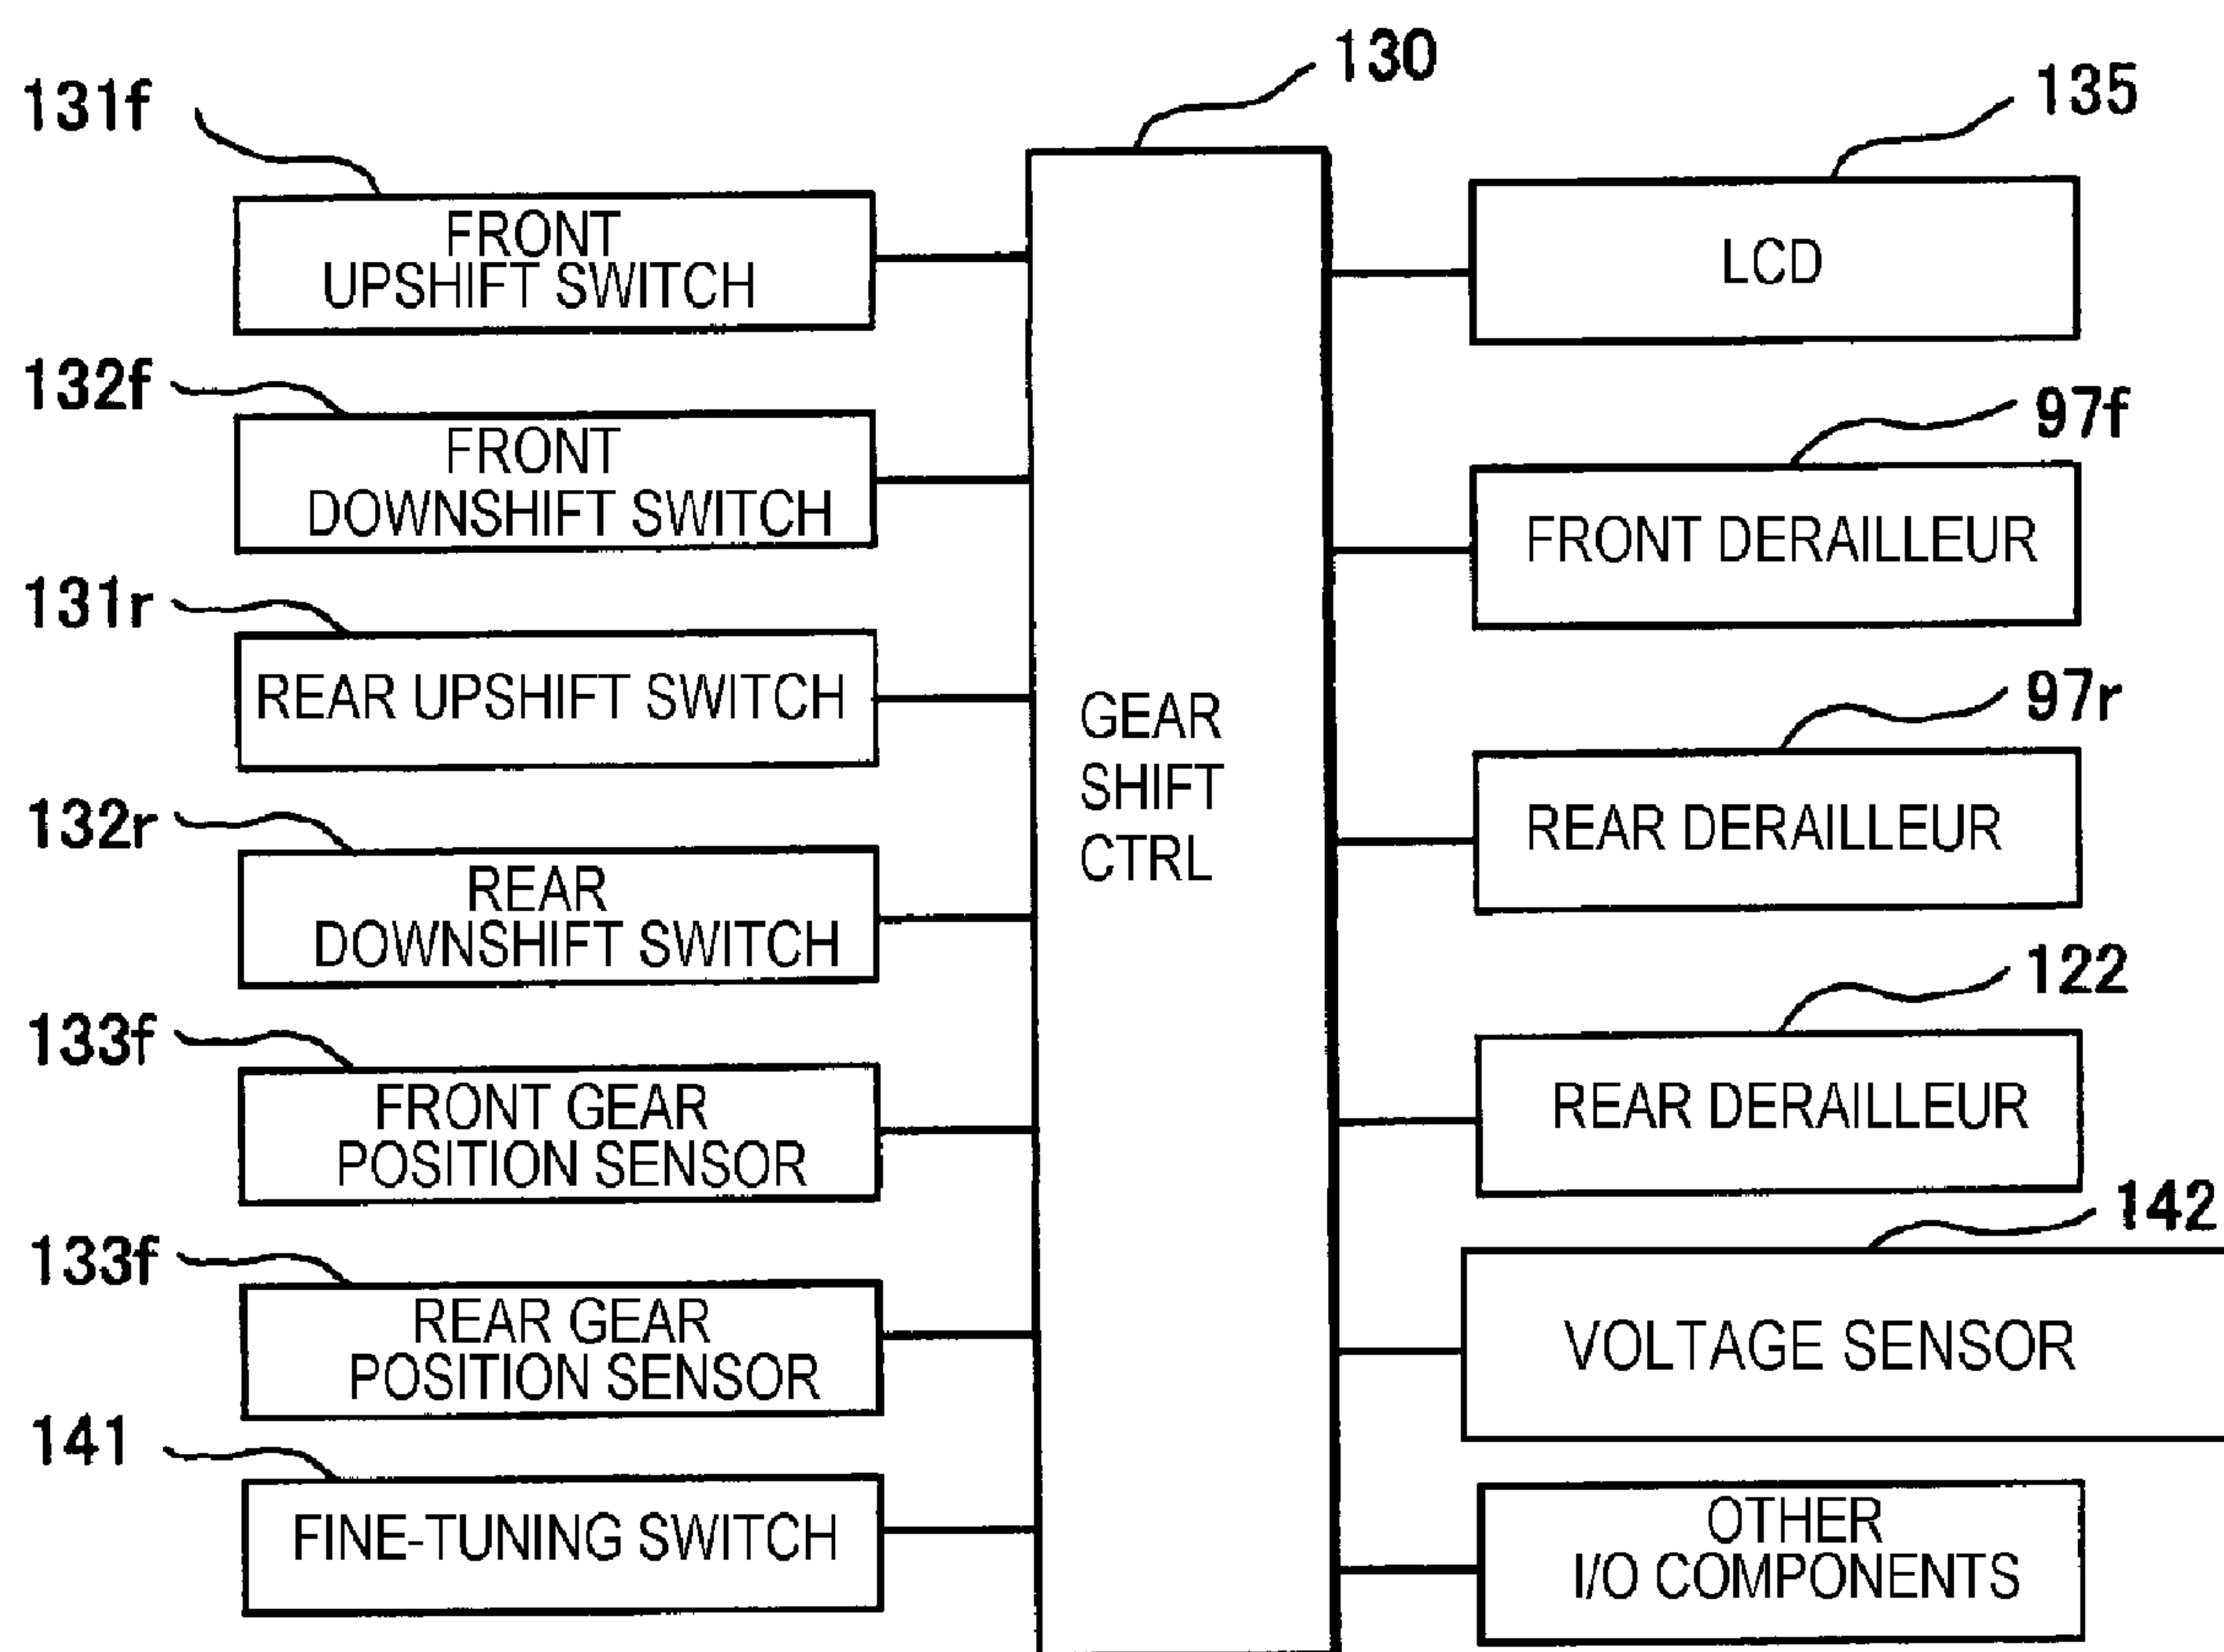 130
131f
FRONT
UPSHIFT SWITCH
132f
FRONT
DOWNSHIFT SWITCH
131r
REAR UPSHIFT SWITCH
132r
REAR
DOWNSHIFT SWITCH
133f
FRONT GEAR
POSITION SENSOR
133f
REAR GEAR
POSITION SENSOR
141
FINE-TUNING SWITCH
GEAR
SHIFT
CTRL
135
LCD
97f
FRONT DERAILLEUR
97r
REAR DERAILLEUR
122
REAR DERAILLEUR
142
VOLTAGE SENSOR
OTHER
I/O COMPONENTS